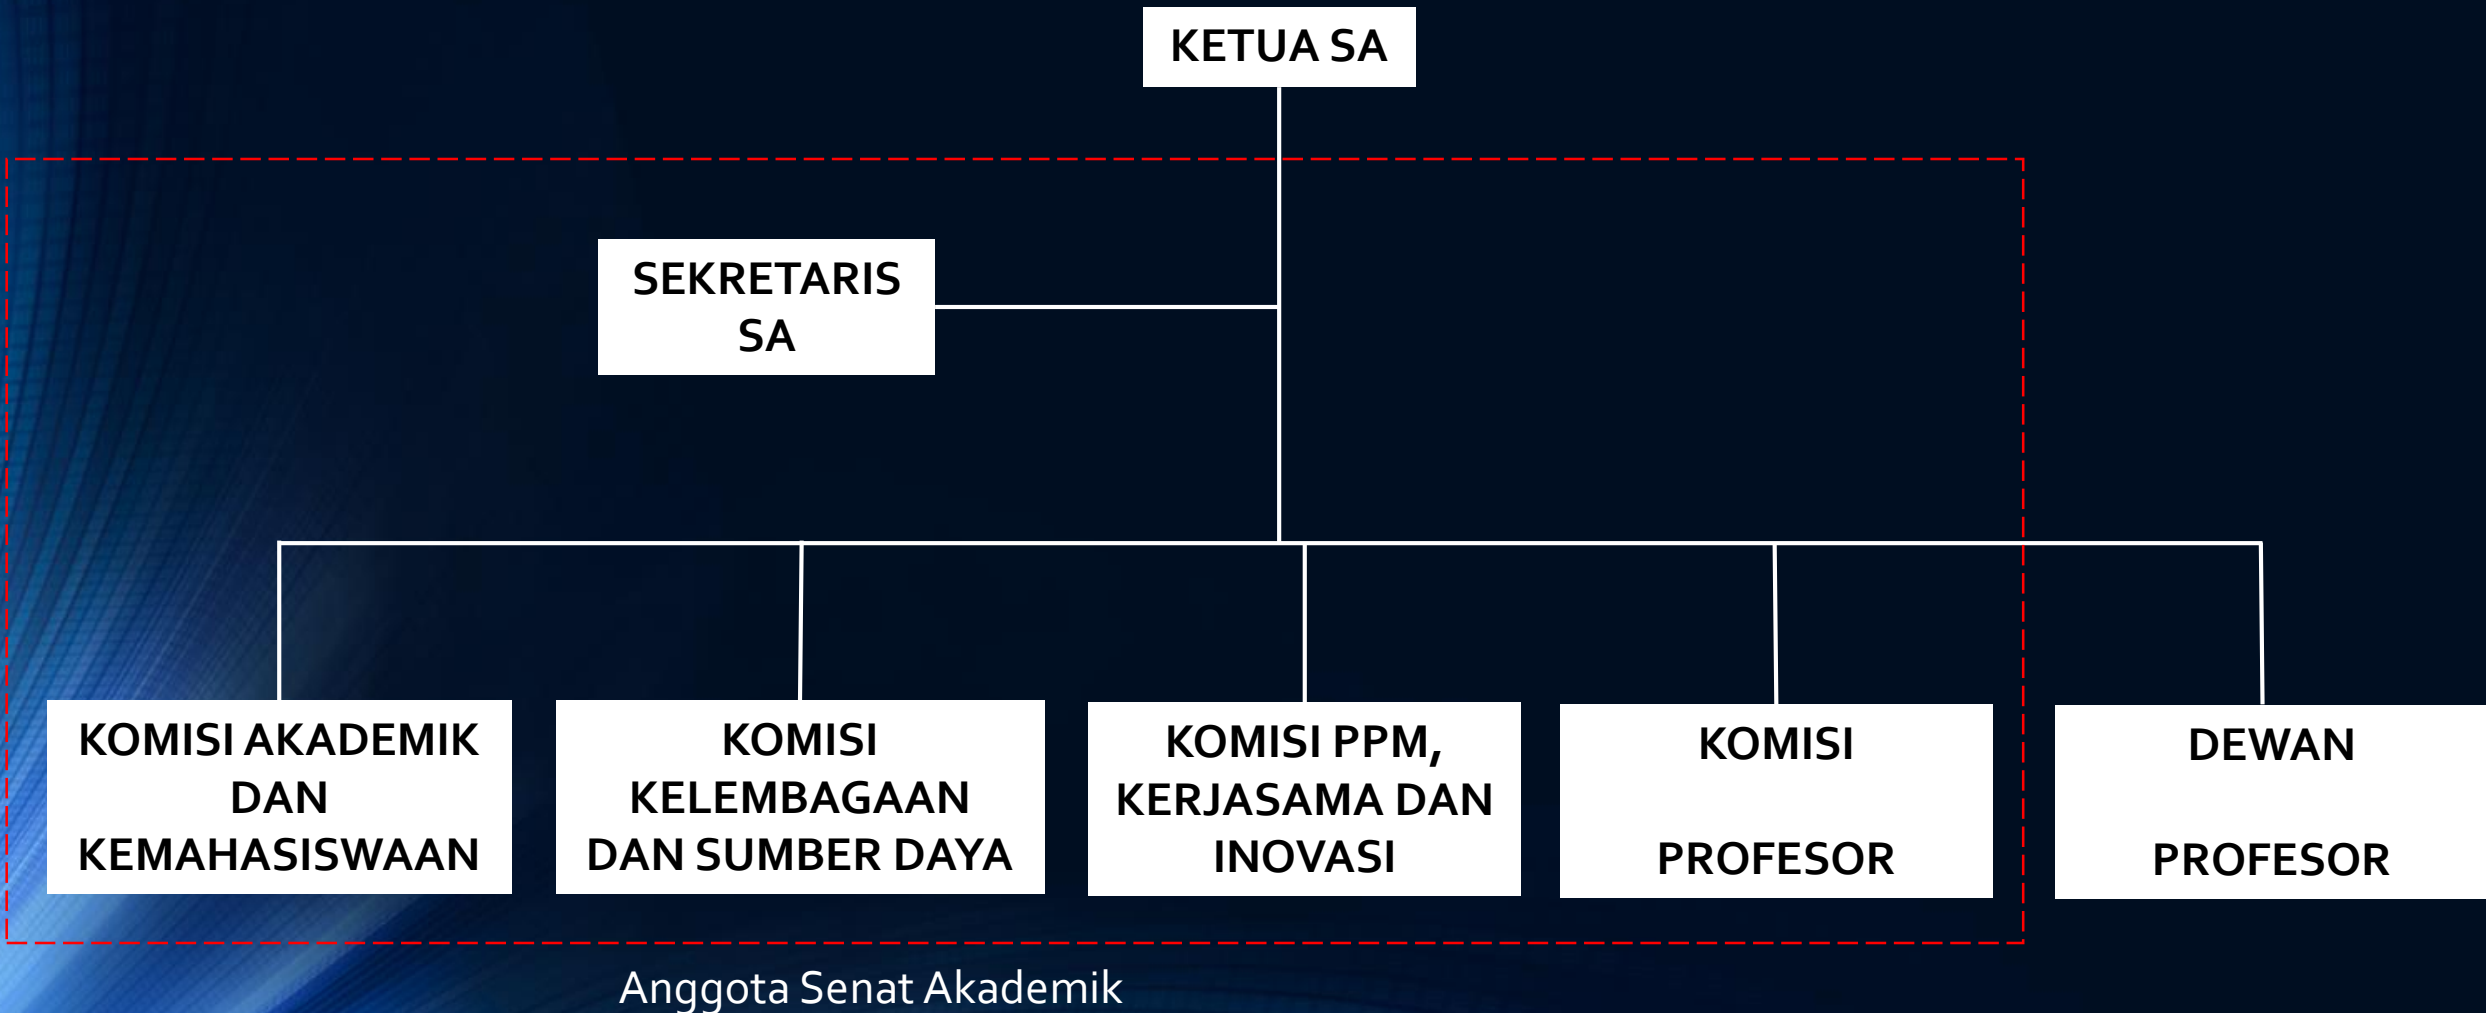 KETUA SA
SEKRETARIS
SA
KOMISI AKADEMIK
DAN
KEMAHASISWAAN
KOMISI
KELEMBAGAAN
DAN SUMBER DAYA
KOMISI PPM,
KERJASAMA DAN
INOVASI
KOMISI
PROFESOR
DEWAN
PROFESOR
Anggota Senat Akademik